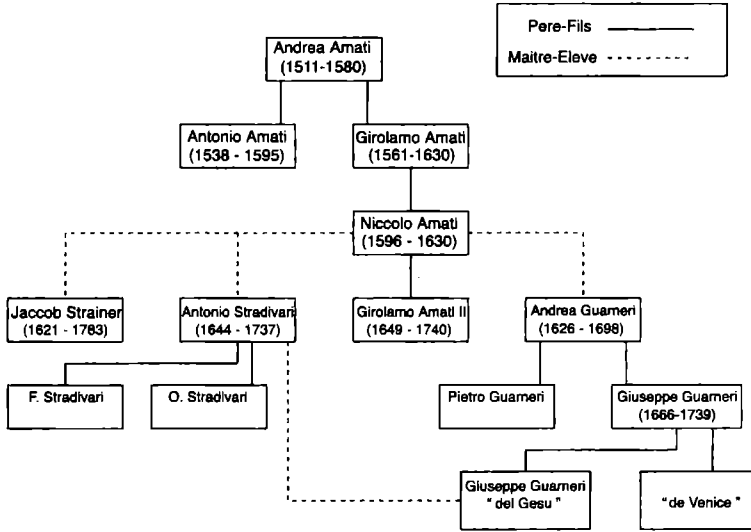 Pere-Fils
Maitre-Eleve
Andrea Amati
(1511-1580)
Antonio Amati
(1538 - 1595)
Girolamo Amati
(1561-1630)
Niccolo Amati
(1596 - 1630)
Jaccob Strainer
(1621 - 1783)
Antonio Stradivari
(1644 - 1737)
Girolamo Amati II
(1649 - 1740)
Andrea Guarneri
(1626 - 1698)
F. Stradivari
O. Stradivari
Pietro Guarneri
Giuseppe Guarneri
(1666-1739)
Giuseppe Guarneri
" del Gesu "
" de Venice "